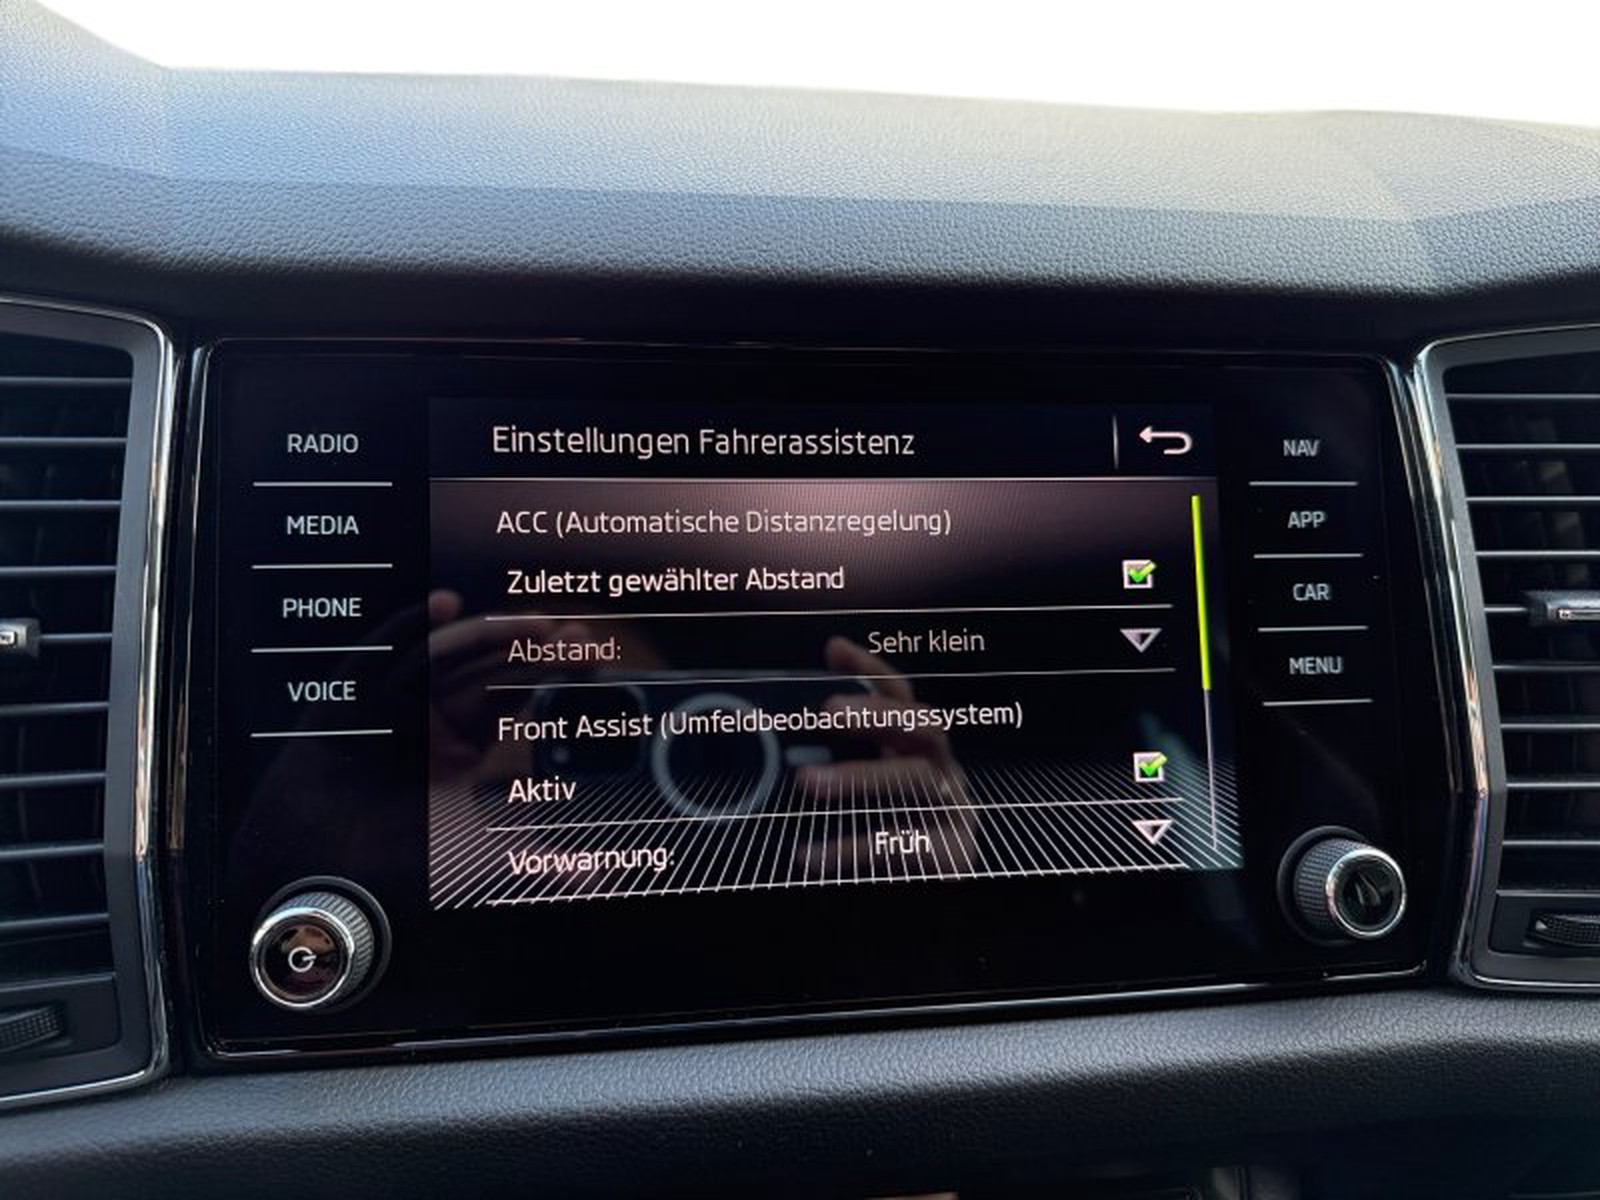 RADIO
MEDIA
PHONE
VOICE
Einstellungen Fahrerassistenz
ACC (Automatische Distanzregelung)
Zuletzt gewählter Abstand
Abstand: Sehr klein
Front Assist (Umfeldbeobachtungssystem)
Aktiv
Vorwarnung: Früh
NAV
APP
CAR
MENU